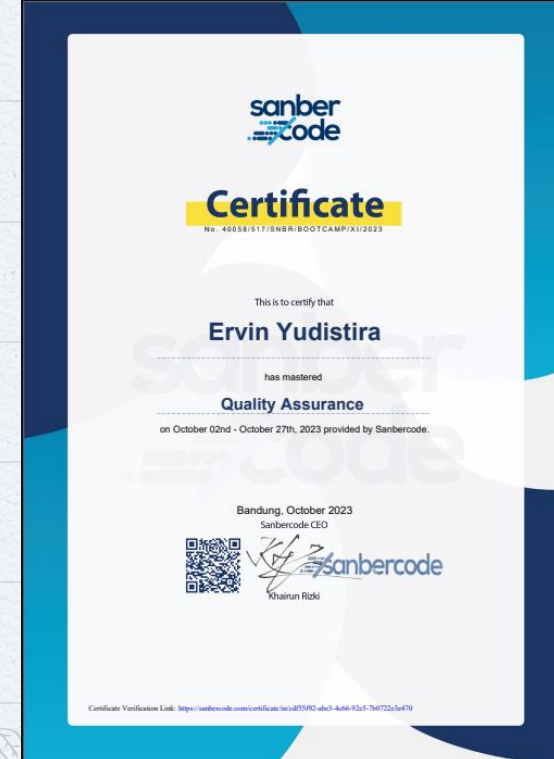 sanber
code
Certificate
No. 40058/517/SNBR/BOOTCAMP/XI/2023
This is to certify that
Ervin Yudistira
has mastered
Quality Assurance
on October 02nd - October 27th, 2023 provided by Sanbercode.
sanber
code
Bandung, October 2023
Sanbercode CEO
sanbercode
Khairun Rizki
Certificate Verification Link: